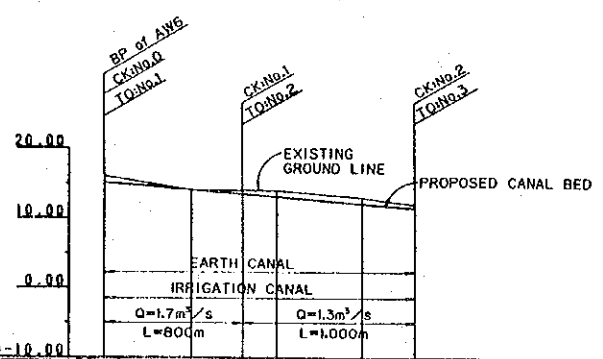 BP of AW6
CK:No.0
TO:No.1
CK:No.1
TO:No.2
CK:No.2
TO:No.3
20.00
EXISTING
GROUND LINE
PROPOSED CANAL BED
10.00
EARTH CANAL
0.00
IRRIGATION CANAL
Q=1.7m³/s
Q=1.3m³/s
L=800m
L=1.000m
-10.00